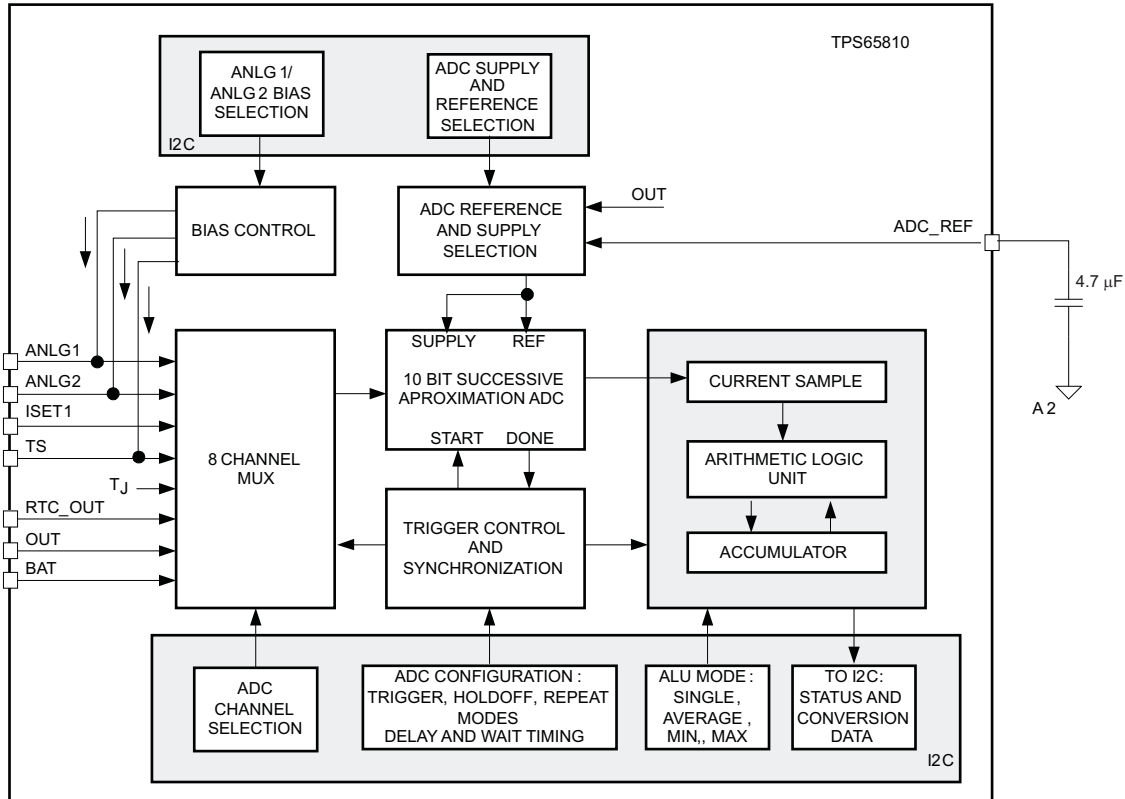 TPS65810
ANLG 1/
ANLG 2 BIAS
SELECTION
ADC SUPPLY
AND
REFERENCE
SELECTION
I2C
BIAS CONTROL
ADC REFERENCE
AND SUPPLY
SELECTION
OUT
ADC_REF
4.7 μF
A 2
ANLG1
ANLG2
ISET1
TS
TJ
RTC_OUT
OUT
BAT
8 CHANNEL
MUX
SUPPLY REF
10 BIT SUCCESSIVE
APROXIMATION ADC
START DONE
TRIGGER CONTROL
AND
SYNCHRONIZATION
CURRENT SAMPLE
ARITHMETIC LOGIC
UNIT
ACCUMULATOR
ADC
CHANNEL
SELECTION
ADC CONFIGURATION :
TRIGGER, HOLDOFF, REPEAT
MODES
DELAY AND WAIT TIMING
ALU MODE :
SINGLE ,
AVERAGE ,
MIN,, MAX
TO I2C:
STATUS AND
CONVERSION
DATA
I2C